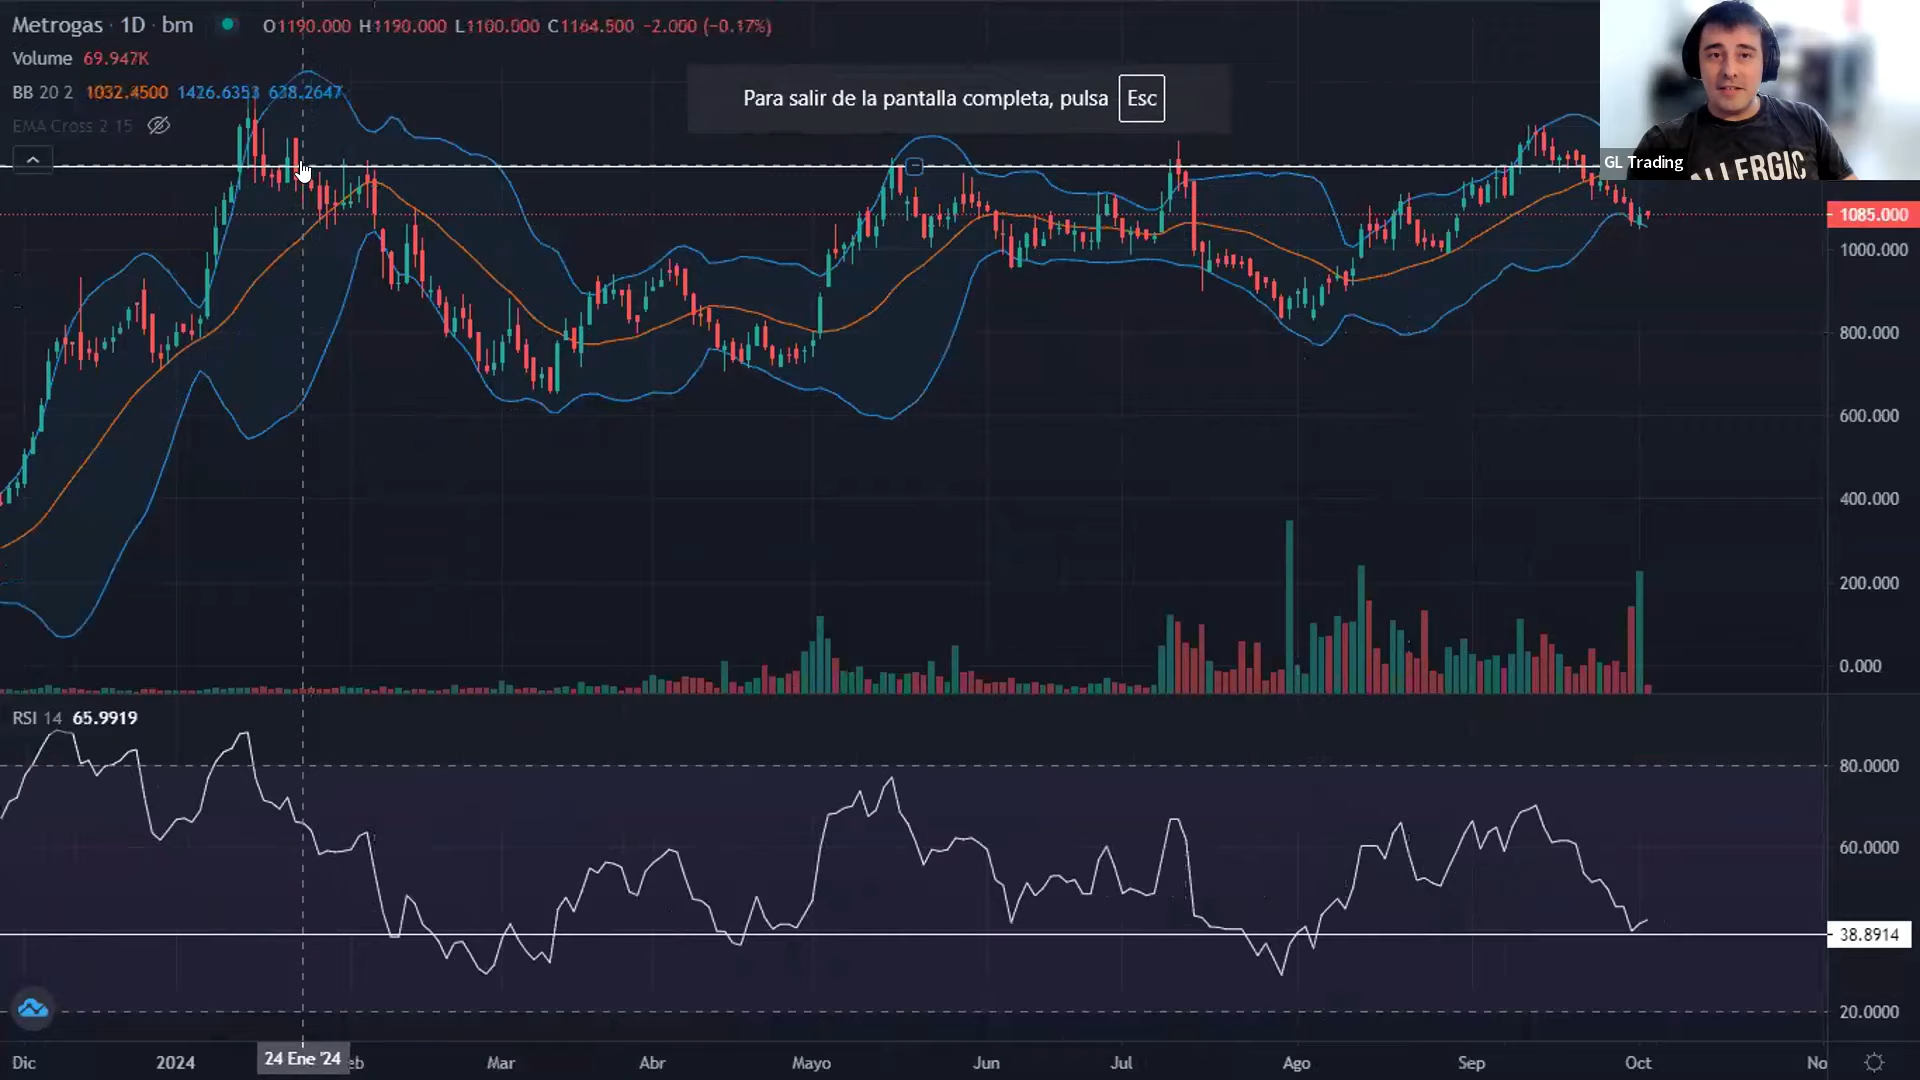 Metrogas · 1D · bm O1190.000 H1190.000 L1100.000 C1164.500 −2.000 (−0.17%)
Volume 69.947K
BB 20 2 1032.4500 1426.6353 638.2647
EMA Cross 2 15
Para salir de la pantalla completa, pulsa Esc
ALLERGIC
GL Trading
1085.000
1000.000
800.000
600.000
400.000
200.000
0.000
RSI 14 65.9919
80.0000
60.0000
38.8914
20.0000
Dic 2024 24 Ene '24 eb Mar Abr Mayo Jun Jul Ago Sep Oct No